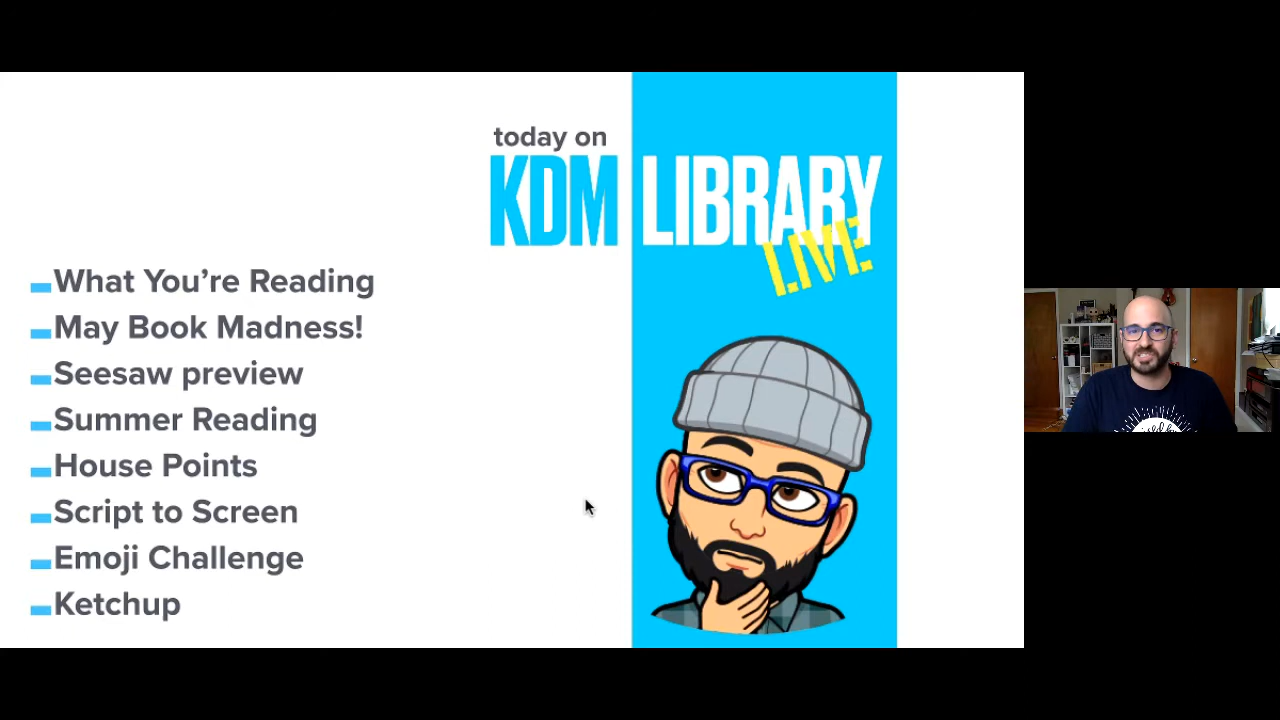 today on
KDM LIBRARY
LIVE
What You’re Reading
May Book Madness!
Seesaw preview
Summer Reading
House Points
Script to Screen
Emoji Challenge
Ketchup